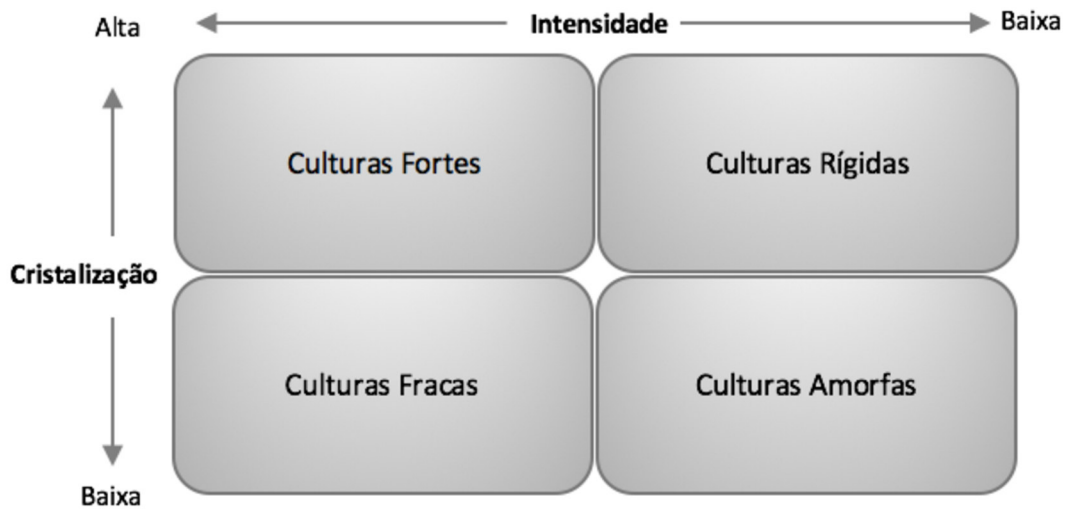 Alta
Intensidade
Baixa
Culturas Fortes
Culturas Rígidas
Cristalização
Culturas Fracas
Culturas Amorfas
Baixa